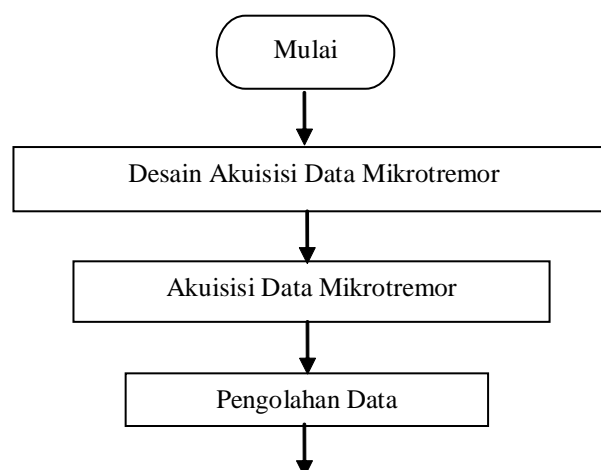 Mulai
Desain Akuisisi Data Mikrotremor
Akuisisi Data Mikrotremor
Pengolahan Data